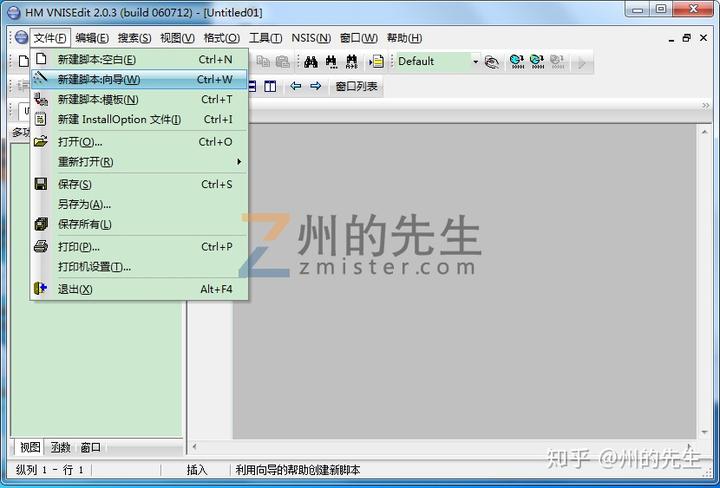 HM VNISEdit 2.0.3 (build 060712) - [Untitled01]
文件(F) 编辑(E) 搜索(S) 视图(V) 格式(O) 工具(T) NSIS(N) 窗口(W) 帮助(H)
新建脚本:空白(E) Ctrl+N
Default
新建脚本:向导(W) Ctrl+W
窗口列表
新建脚本:模板(N) Ctrl+T
新建 InstallOption 文件(I) Ctrl+I
打开(O)... Ctrl+O
重新打开(R)
保存(S) Ctrl+S
另存为(A)...
保存所有(L)
打印(P)... Ctrl+P
打印机设置(T)...
退出(X) Alt+F4
州的先生
zmister.com
视图 函数 窗口
知乎 @州的先生
纵列 1 - 行 1 插入 利用向导的帮助创建新脚本